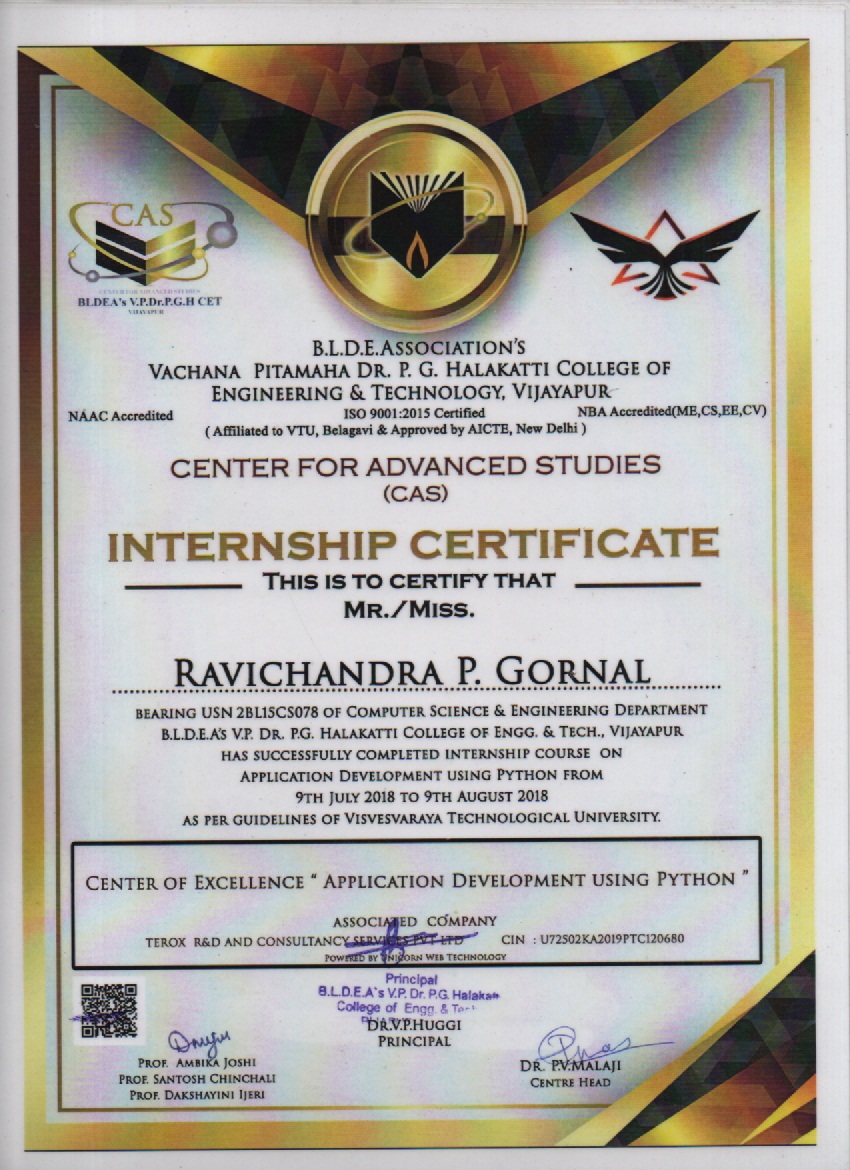 CAS
CENTER FOR ADVANCED STUDIES
BLDEA's V.P.Dr.P.G.H CET
VIJAYAPUR
B.L.D.E.ASSOCIATION'S
VACHANA PITAMAHA DR. P. G. HALAKATTI COLLEGE OF
ENGINEERING & TECHNOLOGY, VIJAYAPUR
NAAC Accredited
ISO 9001:2015 Certified
NBA Accredited(ME,CS,EE,CV)
( Affiliated to VTU, Belagavi & Approved by AICTE, New Delhi )
CENTER FOR ADVANCED STUDIES
(CAS)
INTERNSHIP CERTIFICATE
THIS IS TO CERTIFY THAT
MR./MISS.
RAVICHANDRA P. GORNAL
BEARING USN 2BL15CS078 OF COMPUTER SCIENCE & ENGINEERING DEPARTMENT
B.L.D.E.A'S V.P. DR. P.G. HALAKATTI COLLEGE OF ENGG. & TECH., VIJAYAPUR
HAS SUCCESSFULLY COMPLETED INTERNSHIP COURSE ON
APPLICATION DEVELOPMENT USING PYTHON FROM
9TH JULY 2018 TO 9TH AUGUST 2018
AS PER GUIDELINES OF VISVESVARAYA TECHNOLOGICAL UNIVERSITY.
CENTER OF EXCELLENCE " APPLICATION DEVELOPMENT USING PYTHON "
ASSOCIATED COMPANY
TEROX R&D AND CONSULTANCY SERVICES PVT LTD CIN : U72502KA2019PTC120680
POWERED BY UNICORN WEB TECHNOLOGY
Principal
B.L.D.E.A's V.P. Dr. P.G. Halakatti
College of Engg. &
DR.V.P.HUGGI
PRINCIPAL
PROF. AMBIKA JOSHI
PROF. SANTOSH CHINCHALI
PROF. DAKSHAYINI IJERI
DR. P.V.MALAJI
CENTRE HEAD